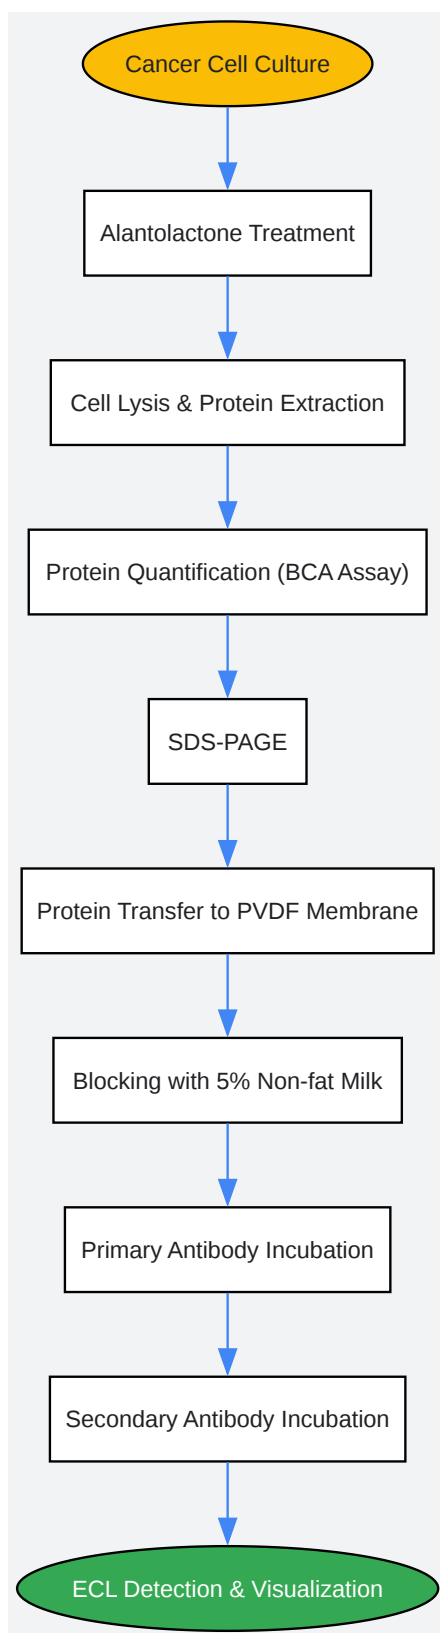 Cancer Cell Culture
Alantolactone Treatment
Cell Lysis & Protein Extraction
Protein Quantification (BCA Assay)
SDS-PAGE
Protein Transfer to PVDF Membrane
Blocking with 5% Non-fat Milk
Primary Antibody Incubation
Secondary Antibody Incubation
ECL Detection & Visualization